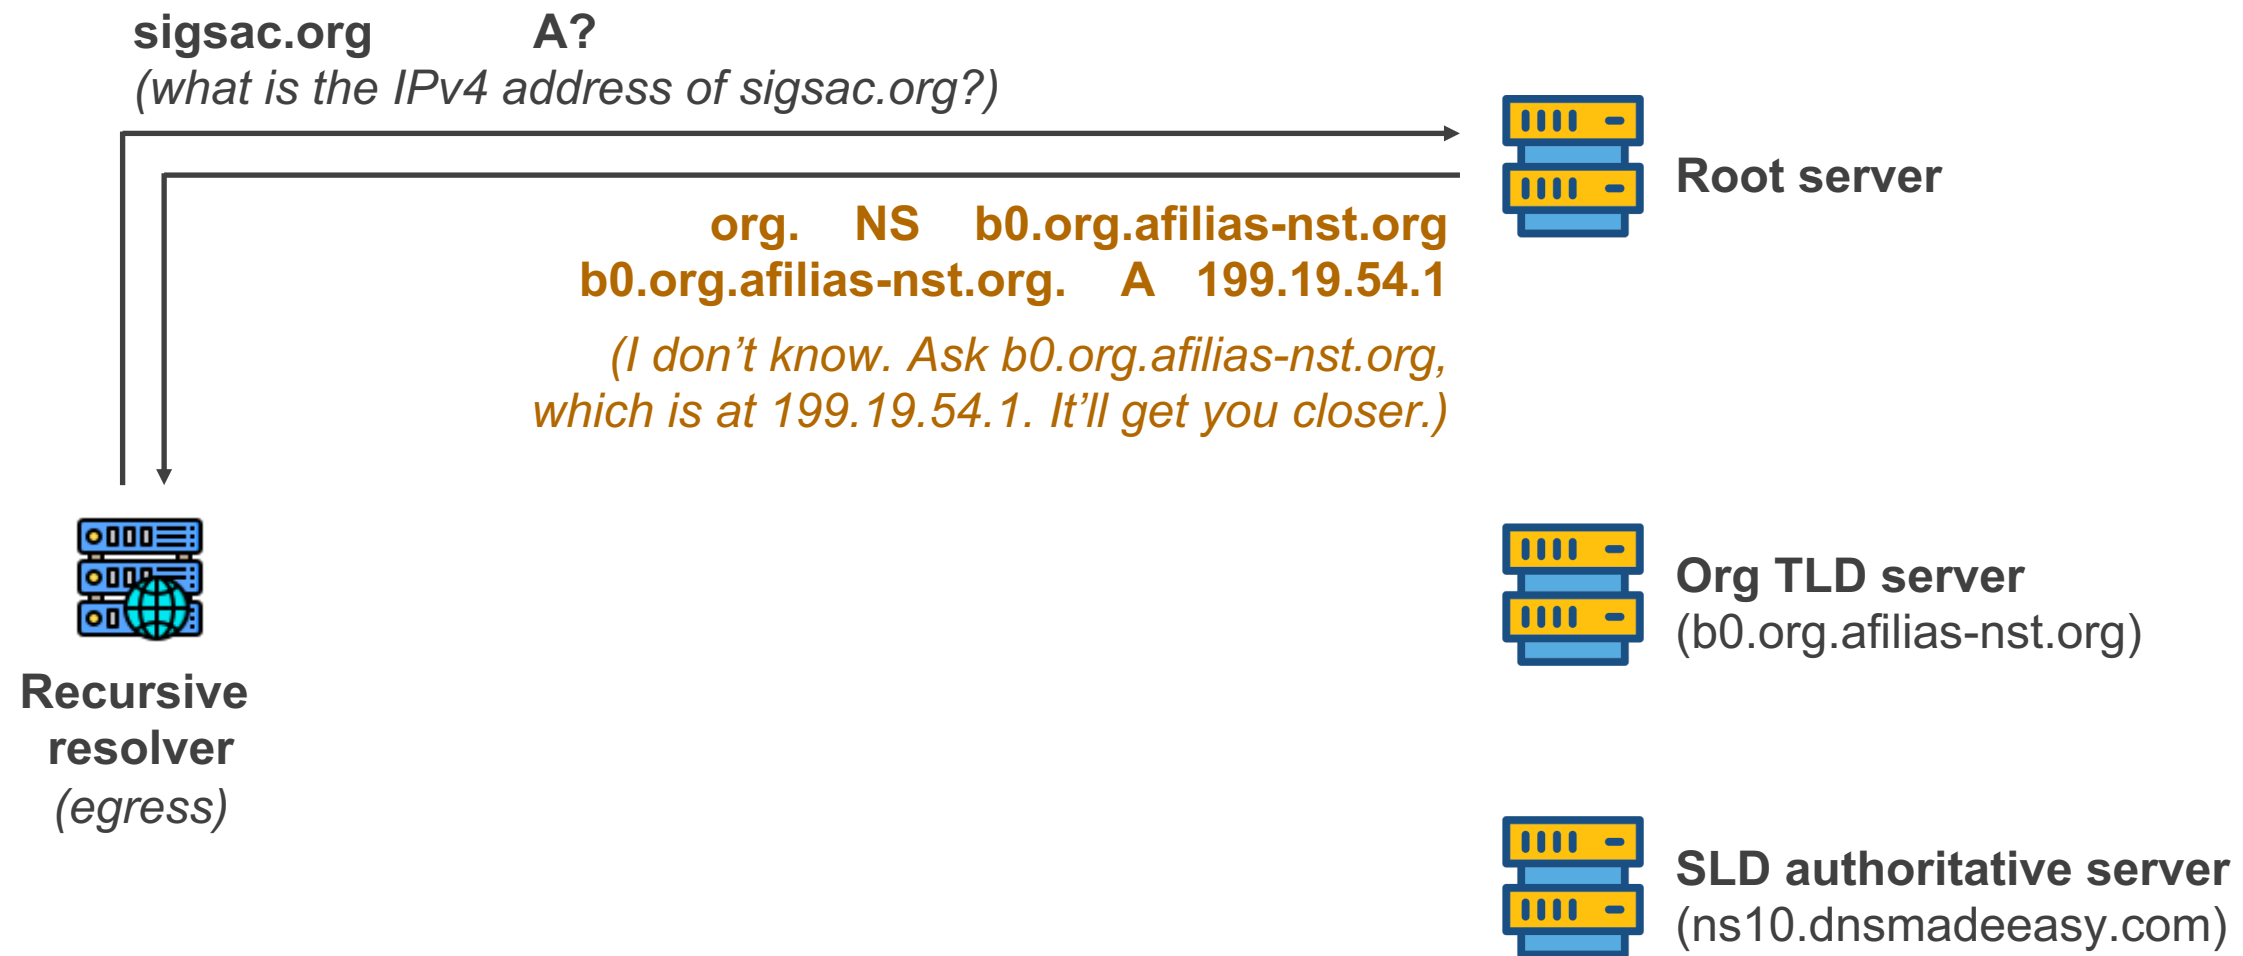 sigsac.org A?
(what is the IPv4 address of sigsac.org?)
Root server
org. NS b0.org.afilias-nst.org
b0.org.afilias-nst.org. A 199.19.54.1
(I don’t know. Ask b0.org.afilias-nst.org,
which is at 199.19.54.1. It’ll get you closer.)
Recursive
resolver
(egress)
Org TLD server
(b0.org.afilias-nst.org)
SLD authoritative server
(ns10.dnsmadeeasy.com)